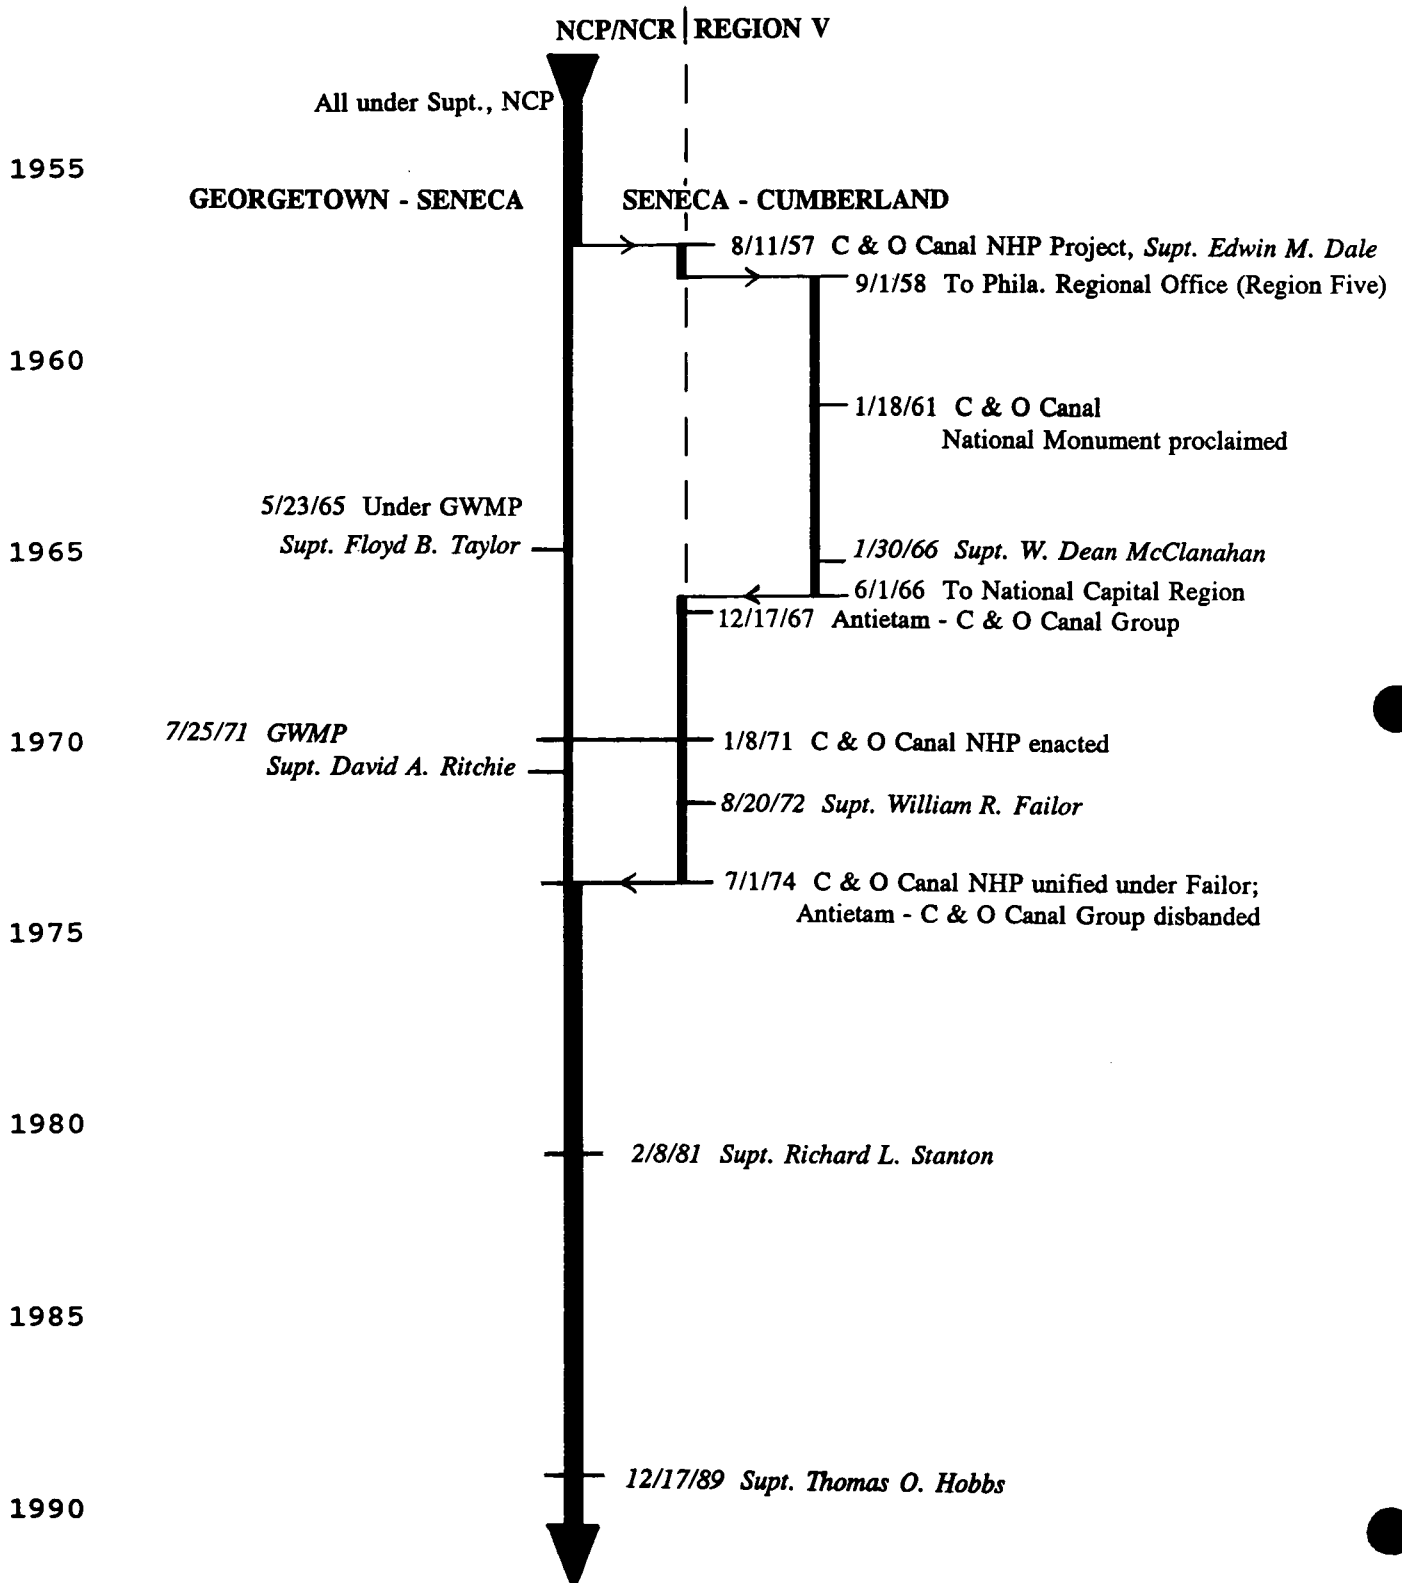 NCP/NCR | REGION V
All under Supt., NCP
1955
GEORGETOWN - SENECA
SENECA - CUMBERLAND
8/11/57 C & O Canal NHP Project, Supt. Edwin M. Dale
9/1/58 To Phila. Regional Office (Region Five)
1960
1/18/61 C & O Canal
National Monument proclaimed
5/23/65 Under GWMP
Supt. Floyd B. Taylor
1965
1/30/66 Supt. W. Dean McClanahan
6/1/66 To National Capital Region
12/17/67 Antietam - C & O Canal Group
7/25/71 GWMP
Supt. David A. Ritchie
1970
1/8/71 C & O Canal NHP enacted
8/20/72 Supt. William R. Failor
7/1/74 C & O Canal NHP unified under Failor;
Antietam - C & O Canal Group disbanded
1975
1980
2/8/81 Supt. Richard L. Stanton
1985
12/17/89 Supt. Thomas O. Hobbs
1990